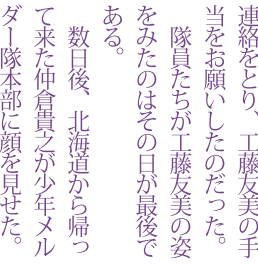 連絡をとり、工藤友美の手
当をお願いしたのだった。
　隊員たちが工藤友美の姿
をみたのはその日が最後で
ある。
　数日後、北海道から帰っ
て来た仲倉貴之が少年メル
ダー隊本部に顔を見せた。